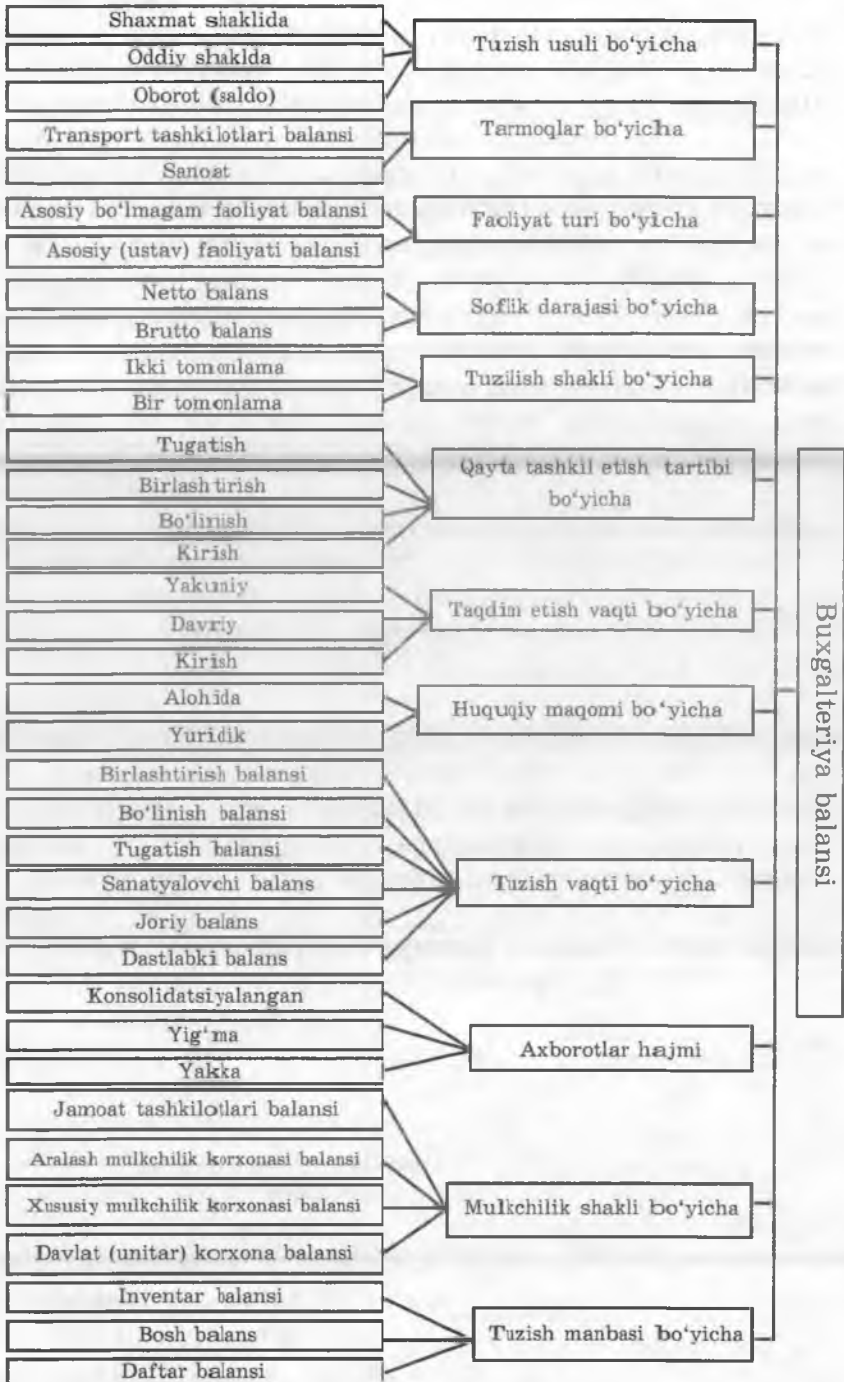 Shaxmat shaklida
Oddiy shaklda
Oborot (saldo)
Tuzish usuli bo‘yicha
Transport tashkilotlari balansi
Sanoat
Tarmoqlar bo‘yicha
Asosiy bo‘lmagam faoliyat balansi
Asosiy (ustav) faoliyati balansi
Faoliyat turi bo‘yicha
Netto balans
Brutto balans
Soflik darajasi bo‘yicha
Ikki tomonlama
Bir tomonlama
Tuzilish shakli bo‘yicha
Tugatish
Birlashtirish
Bo‘linish
Kirish
Qayta tashkil etish tartibi
bo‘yicha
Yakuniy
Davriy
Kirish
Taqdim etish vaqti bo‘yicha
Alohida
Yuridik
Huquqiy maqomi bo‘yicha
Birlashtirish balansi
Bo‘linish balansi
Tugatish balansi
Sanatyalovchi balans
Joriy balans
Dastlabki balans
Tuzish vaqti bo‘yicha
Konsolidatsiyalangan
Yig‘ma
Yakka
Axborotlar hajmi
Jamoat tashkilotlari balansi
Aralash mulkchilik korxonasi balansi
Xususiy mulkchilik korxonasi balansi
Davlat (unitar) korxona balansi
Mulkchilik shakli bo‘yicha
Inventar balansi
Bosh balans
Daftar balansi
Tuzish manbasi bo‘yicha
Buxgalteriya balansi